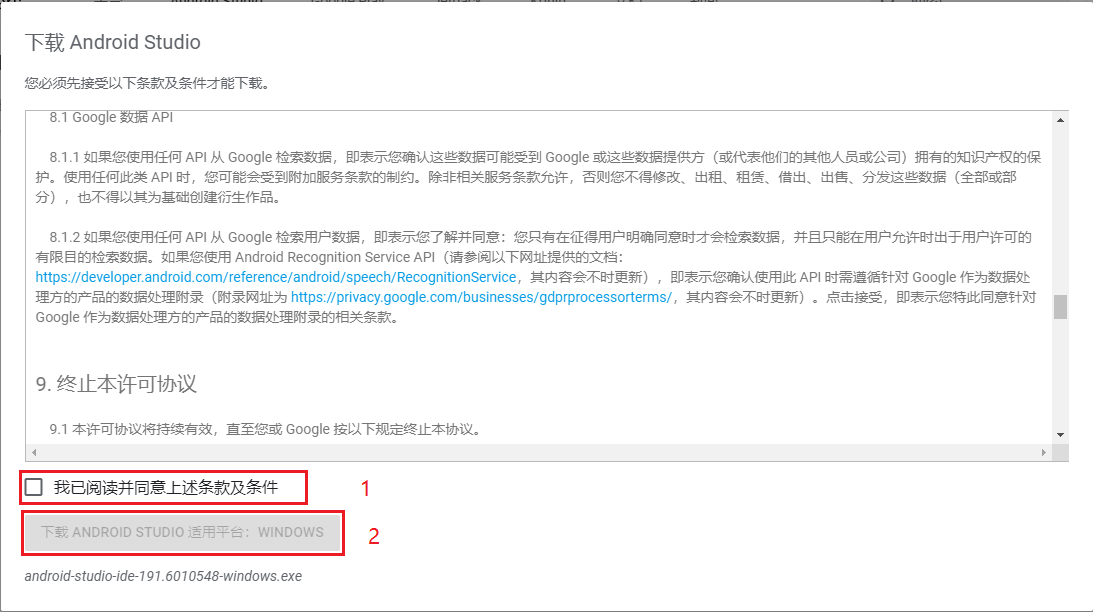 下载 Android Studio
您必须先接受以下条款及条件才能下载。
8.1 Google 数据 API
8.1.1 如果您使用任何 API 从 Google 检索数据，即表示您确认这些数据可能受到 Google 或这些数据提供方（或代表他们的其他人员或公司）拥有的知识产权的保
护。使用任何此类 API 时，您可能会受到附加服务条款的制约。除非相关服务条款允许，否则您不得修改、出租、租赁、借出、出售、分发这些数据（全部或部
分），也不得以其为基础创建衍生作品。
8.1.2 如果您使用任何 API 从 Google 检索用户数据，即表示您了解并同意：您只有在征得用户明确同意时才会检索数据，并且只能在用户允许时出于用户许可的
有限目的检索数据。如果您使用 Android Recognition Service API（请参阅以下网址提供的文档：
https://developer.android.com/reference/android/speech/RecognitionService，其内容会不时更新），即表示您确认使用此 API 时需遵循针对 Google 作为数据处
理方的产品的数据处理附录（附录网址为 https://privacy.google.com/businesses/gdprprocessorterms/，其内容会不时更新）。点击接受，即表示您特此同意针对
Google 作为数据处理方的产品的数据处理附录的相关条款。
9. 终止本许可协议
9.1 本许可协议将持续有效，直至您或 Google 按以下规定终止本协议。
我已阅读并同意上述条款及条件 1
下载 ANDROID STUDIO 适用平台：WINDOWS 2
android-studio-ide-191.6010548-windows.exe